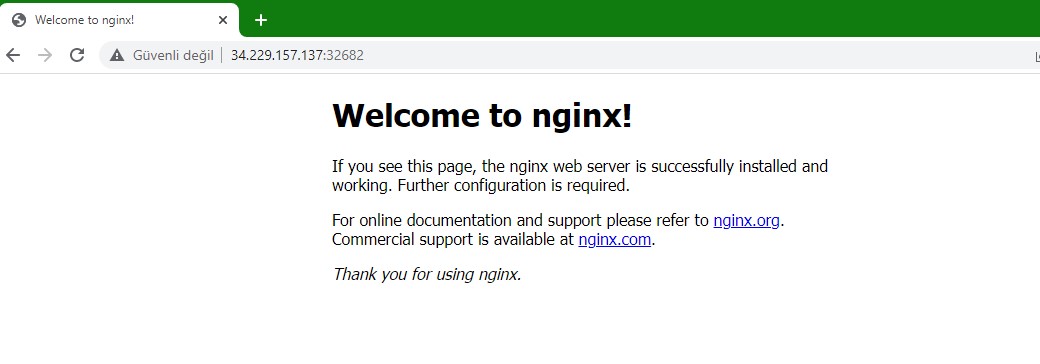 Welcome to nginx!
Güvenli değil
34.229.157.137:32682
Welcome to nginx!
If you see this page, the nginx web server is successfully installed and
working. Further configuration is required.
For online documentation and support please refer to nginx.org.
Commercial support is available at nginx.com.
Thank you for using nginx.